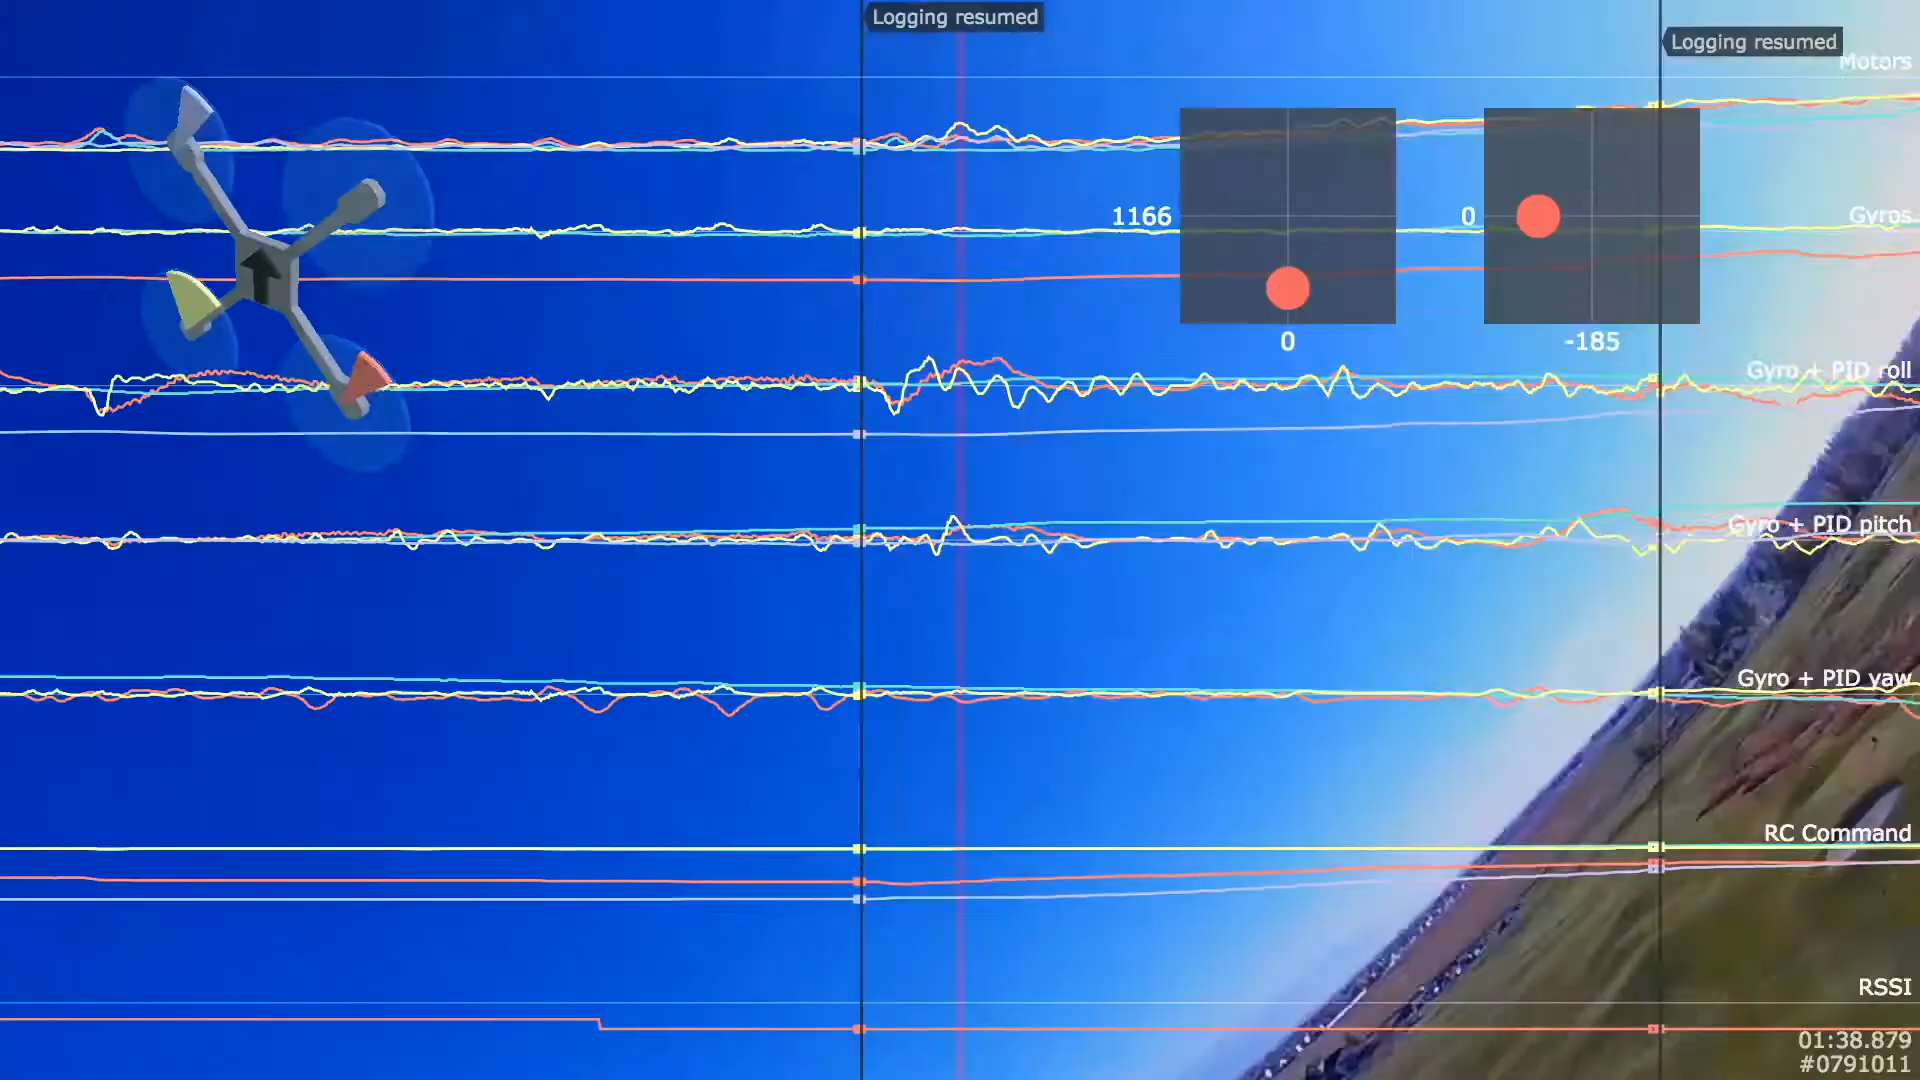 Logging resumed
Logging resumed
Motors
1166
0
Gyros
0
-185
Gyro + PID roll
Gyro + PID pitch
Gyro + PID yaw
RC Command
RSSI
01:38.879
#0791011